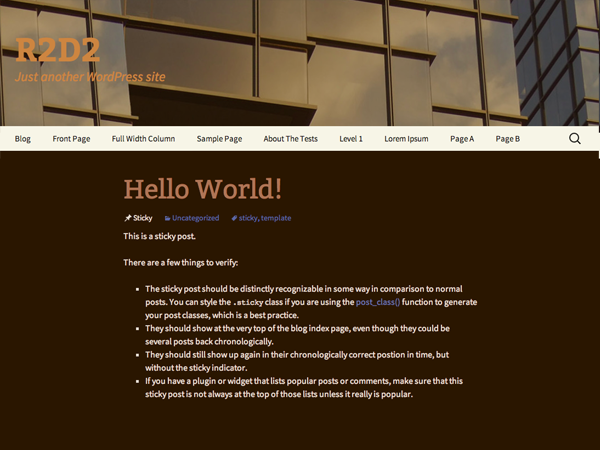 R2D2
Just another WordPress site
Blog Front Page Full Width Column Sample Page About The Tests Level 1 Lorem Ipsum Page A Page B
Hello World!
Sticky Uncategorized sticky, template
This is a sticky post.
There are a few things to verify:
The sticky post should be distinctly recognizable in some way in comparison to normal
posts. You can style the .sticky class if you are using the post_class() function to generate
your post classes, which is a best practice.
They should show at the very top of the blog index page, even though they could be
several posts back chronologically.
They should still show up again in their chronologically correct postion in time, but
without the sticky indicator.
If you have a plugin or widget that lists popular posts or comments, make sure that this
sticky post is not always at the top of those lists unless it really is popular.